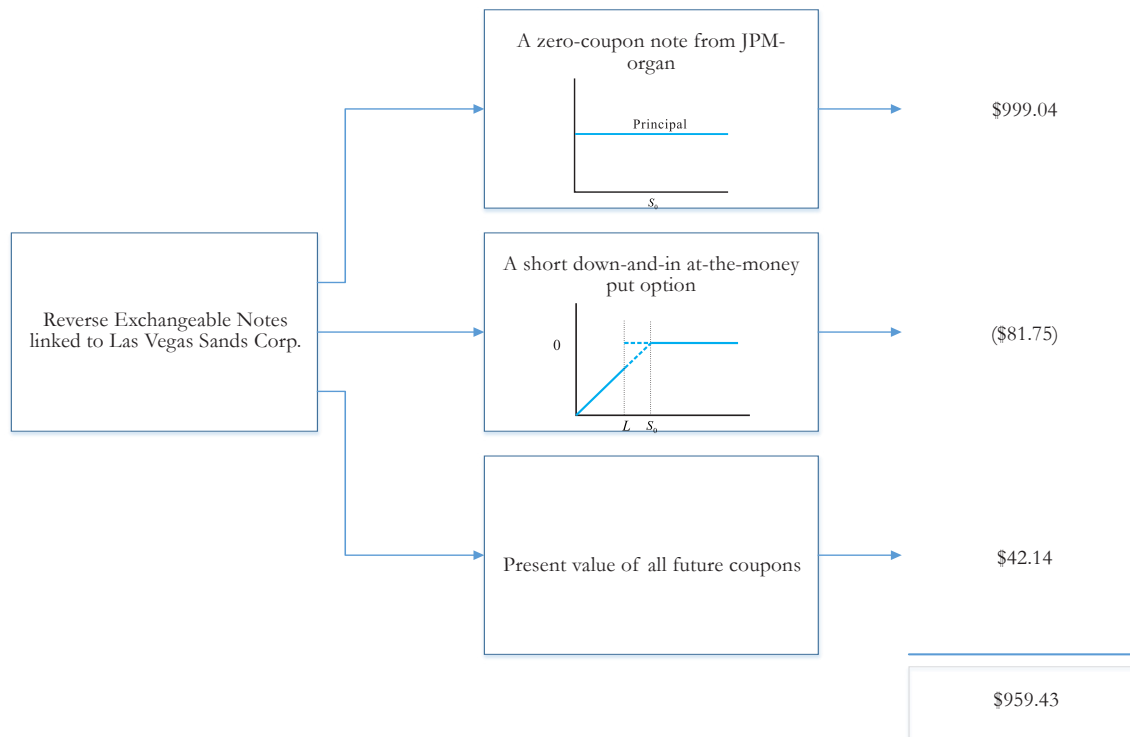 A zero-coupon note from JPM-
organ
Principal
S₀
$999.04
Reverse Exchangeable Notes
linked to Las Vegas Sands Corp.
A short down-and-in at-the-money
put option
0
L S₀
($81.75)
Present value of all future coupons
$42.14
$959.43